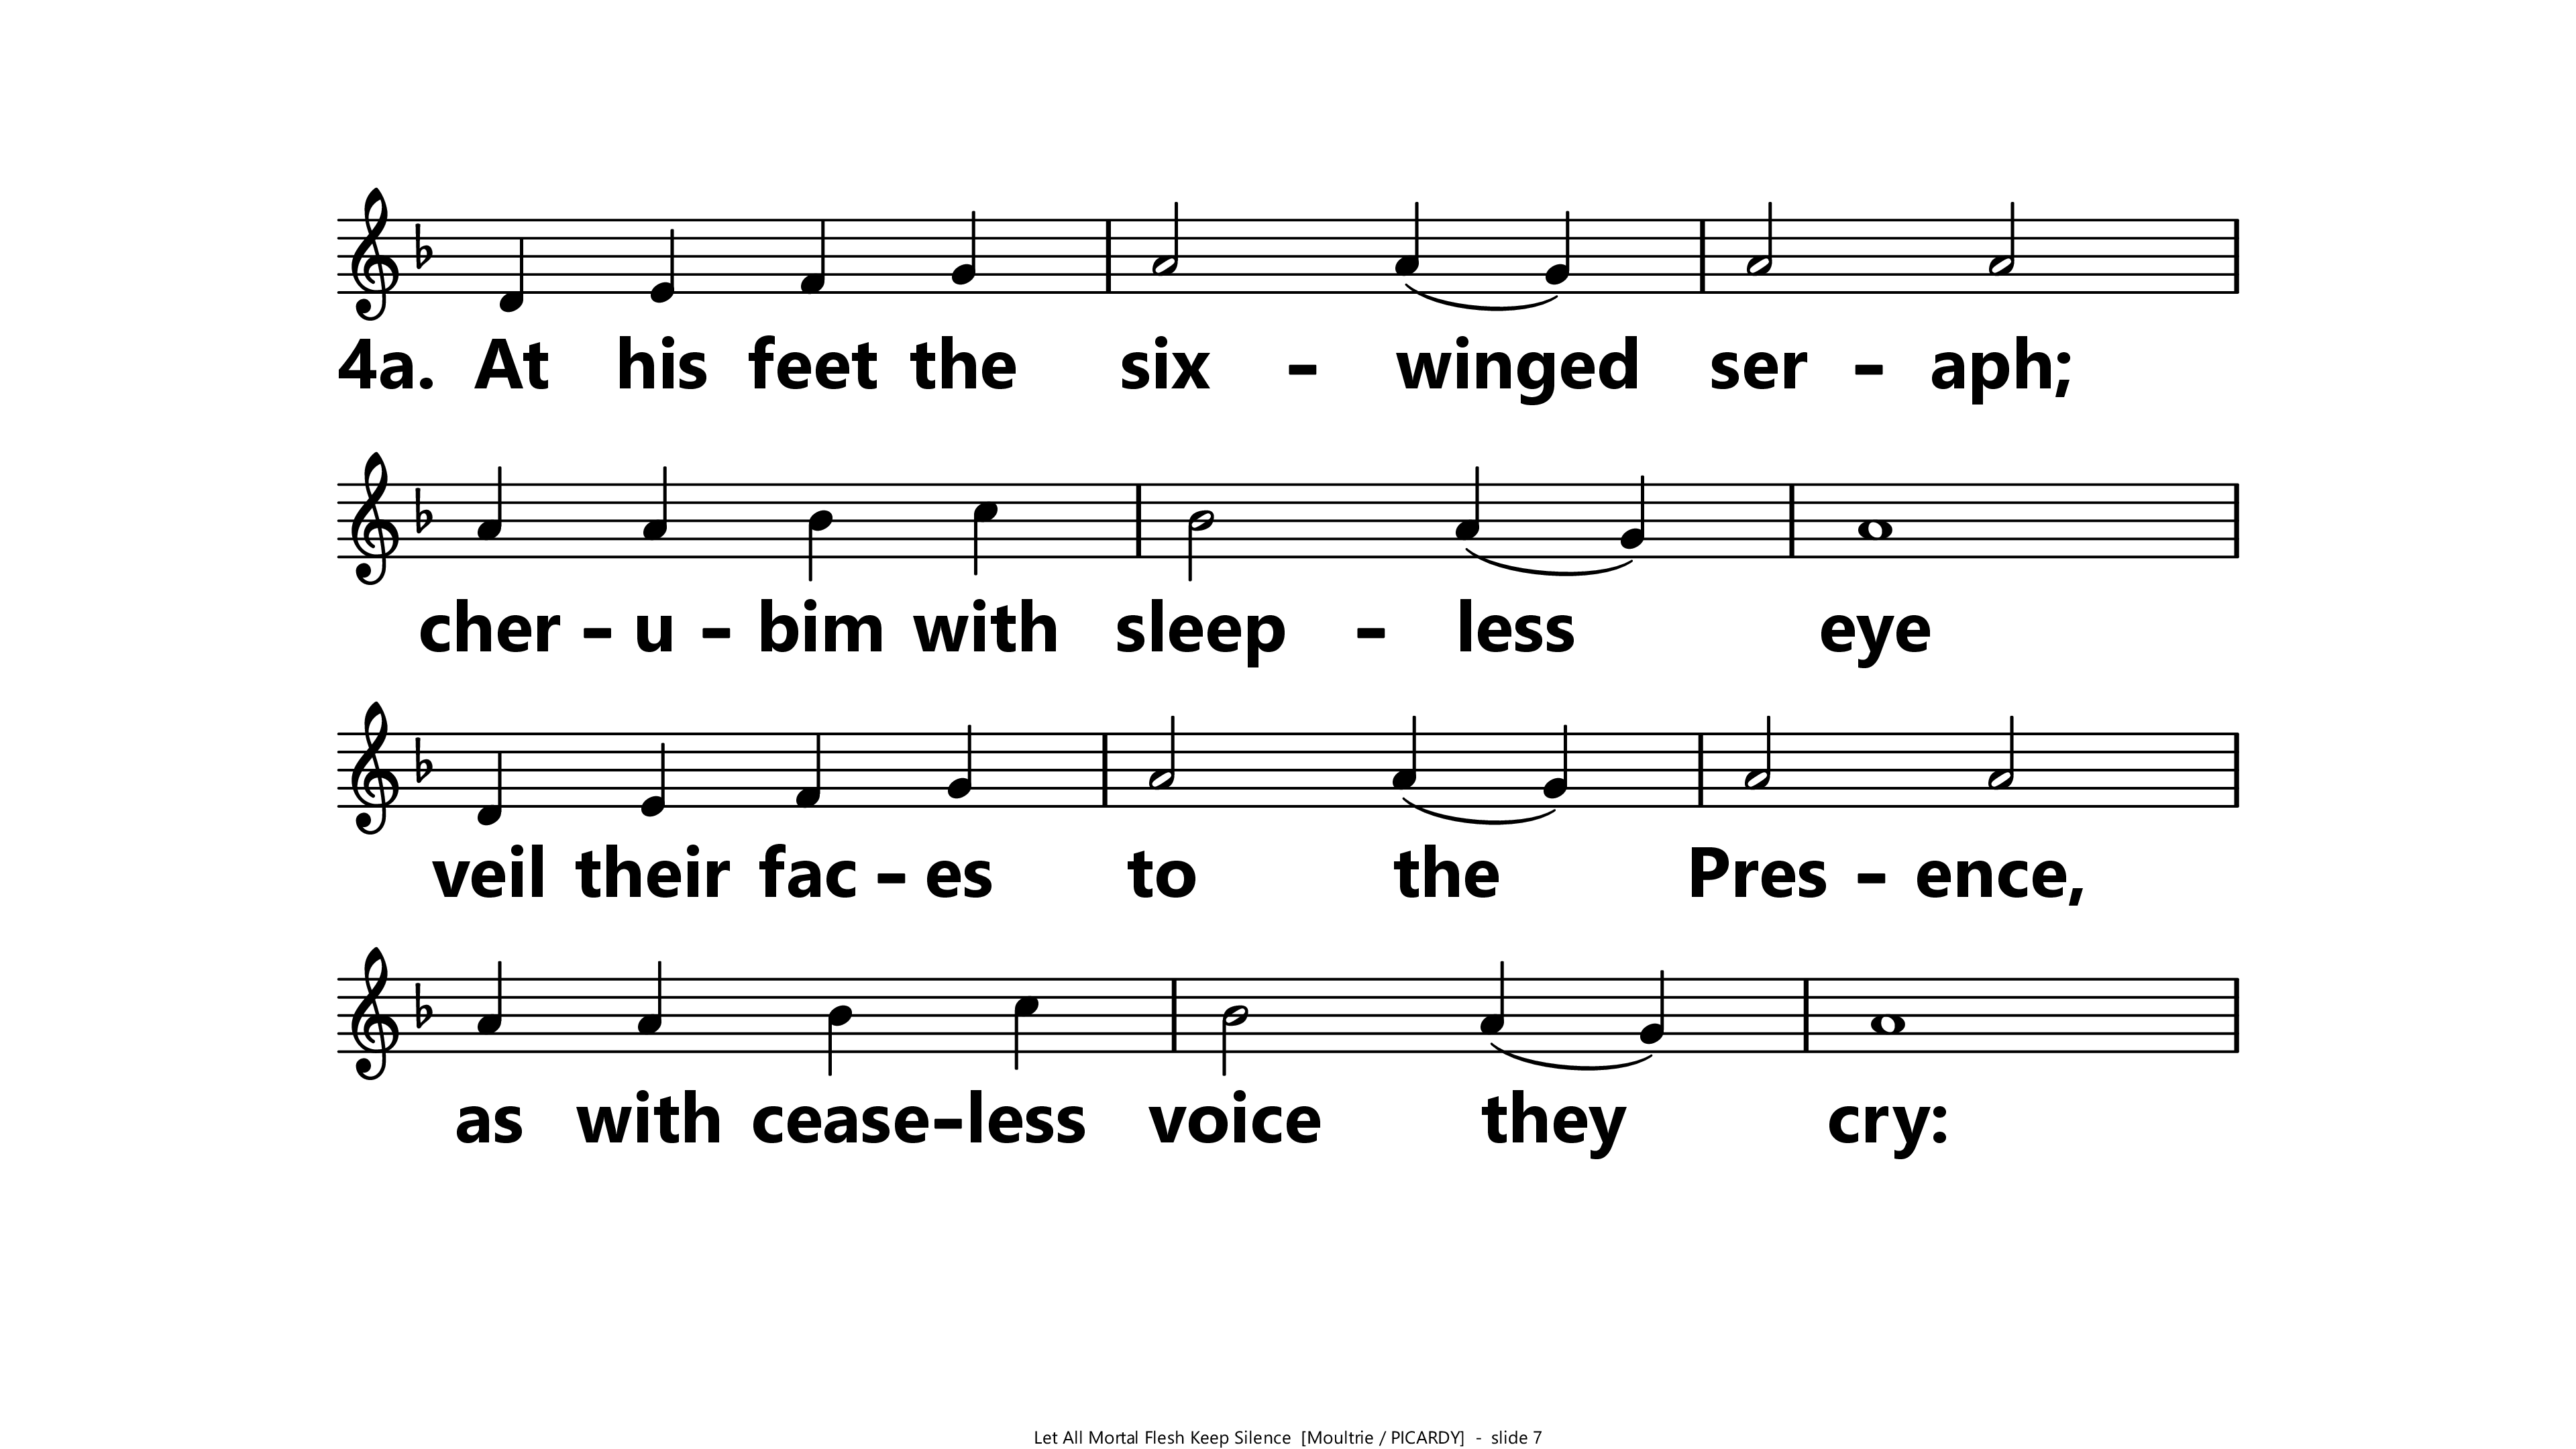 4a. At his feet the six – winged ser – aph;
cher – u – bim with sleep – less eye
veil their fac – es to the Pres – ence,
as with cease–less voice they cry:
Let All Mortal Flesh Keep Silence [Moultrie / PICARDY] - slide 7